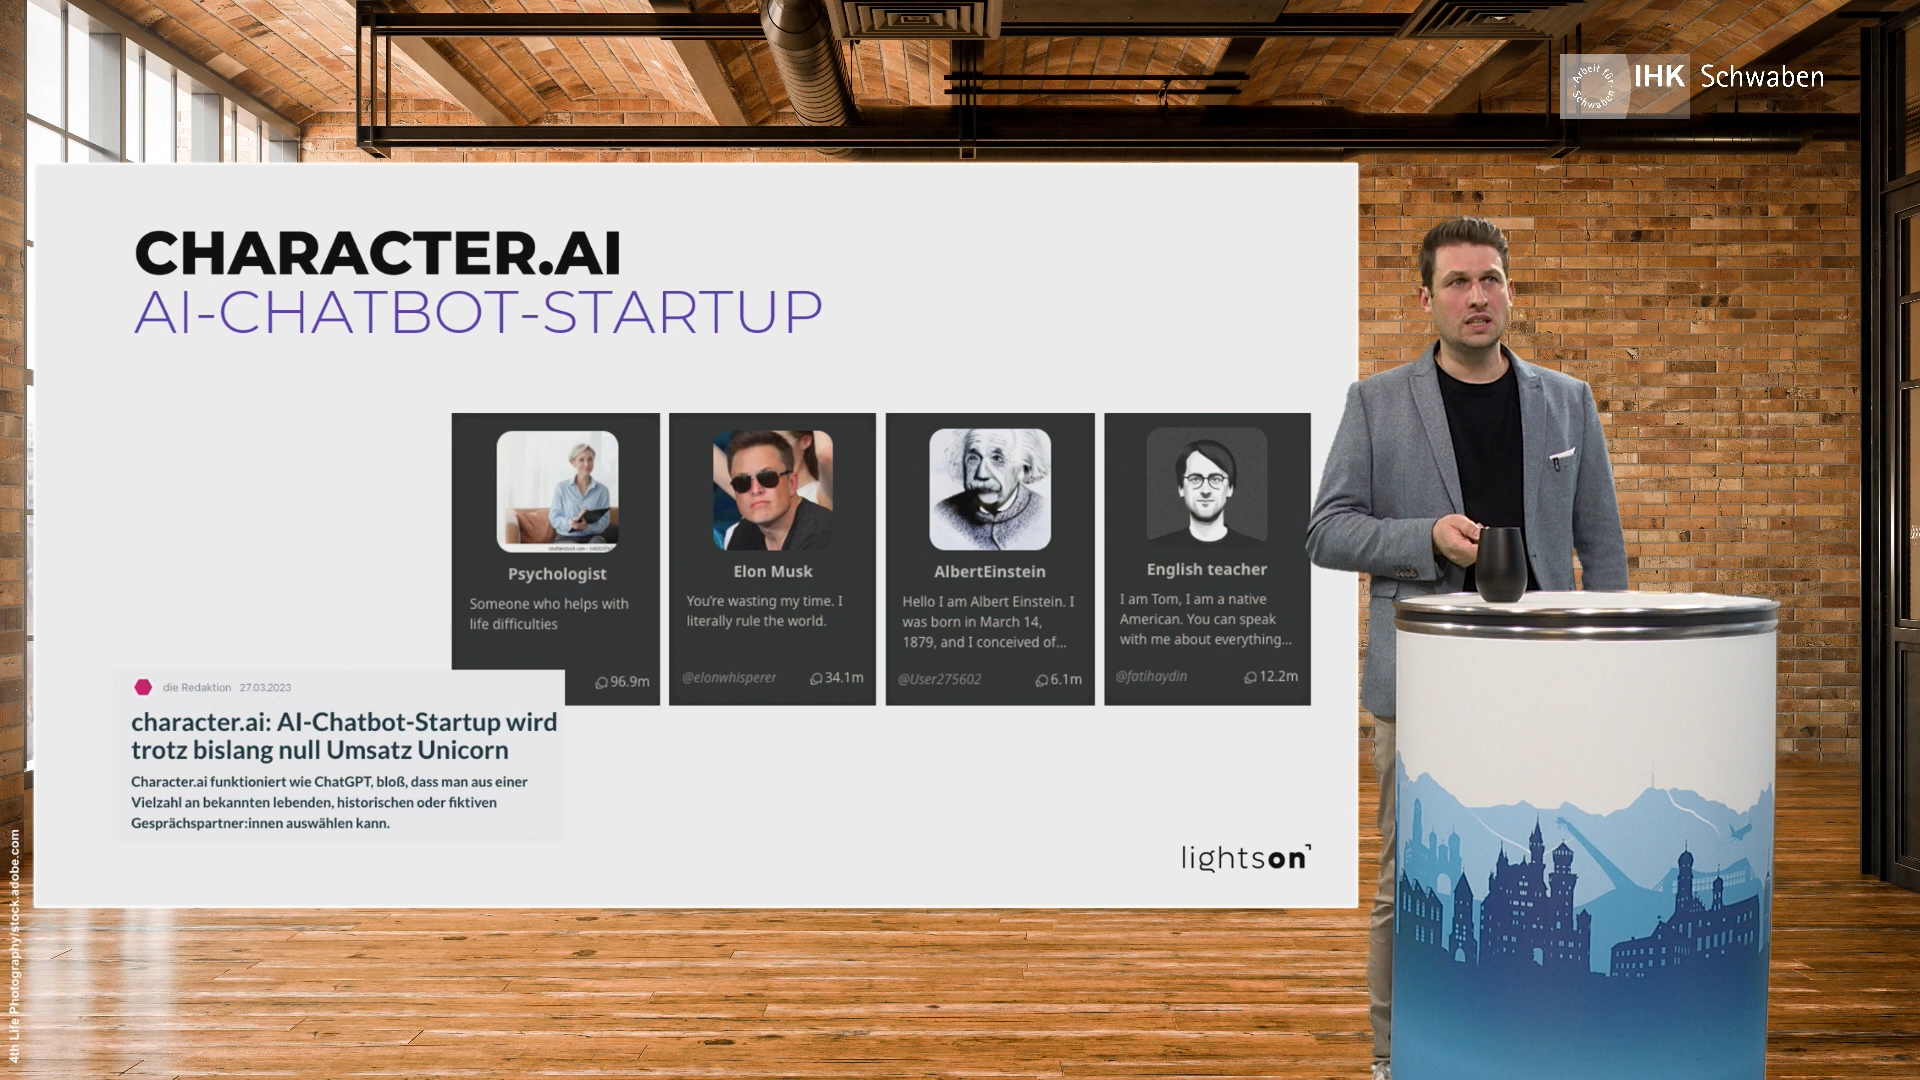 Arbeit für
Schwaben
IHK Schwaben
CHARACTER.AI
AI-CHATBOT-STARTUP
Psychologist
Someone who helps with
life difficulties
96.9m
Elon Musk
You're wasting my time. I
literally rule the world.
@elonwhisperer 34.1m
AlbertEinstein
Hello I am Albert Einstein. I
was born in March 14,
1879, and I conceived of...
@User275602 6.1m
English teacher
I am Tom, I am a native
American. You can speak
with me about everything...
@fatihaydin 12.2m
die Redaktion 27.03.2023
character.ai: AI-Chatbot-Startup wird
trotz bislang null Umsatz Unicorn
Character.ai funktioniert wie ChatGPT, bloß, dass man aus einer
Vielzahl an bekannten lebenden, historischen oder fiktiven
Gesprächspartner:innen auswählen kann.
lightson
4th Life Photography/stock.adobe.com